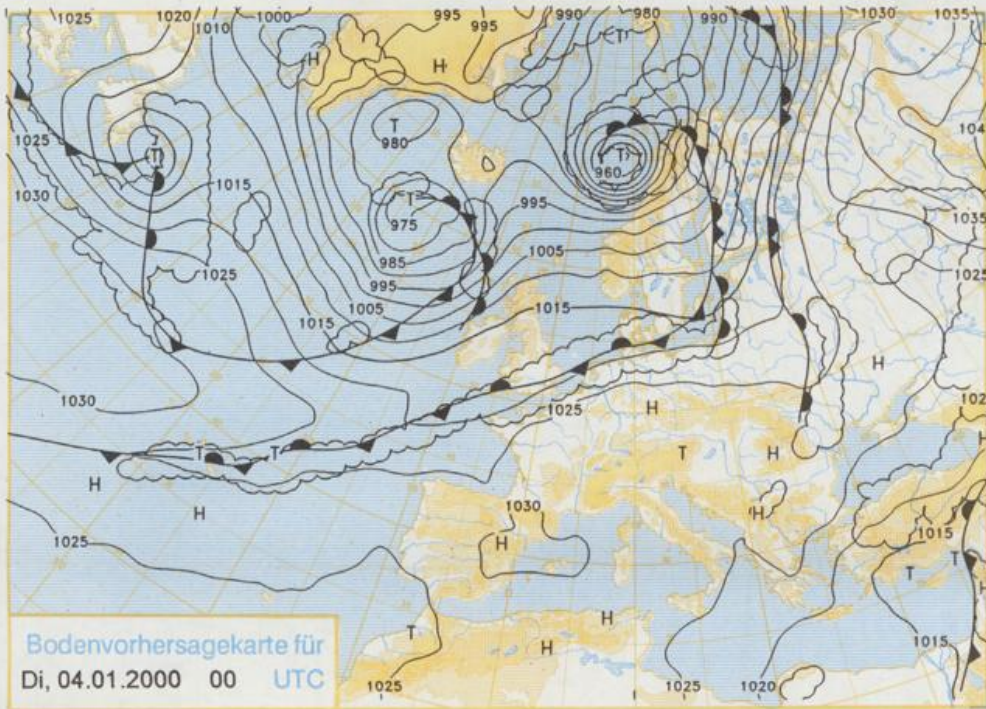 1025 1020 1000 995 995 990 980 990 1030 1035
1010
H H T
1025 T 980 T 960
1030 1015 T 975 995 1035
985 1005 1025
1025 995 1015
1015 1005
1030 H
1025 H
T T T H H
H H 1030 H 1015
1025 H T T
H H
T H 1015
1025 1025 1020
Bodenvorhersagekarte für
Di, 04.01.2000 00 UTC